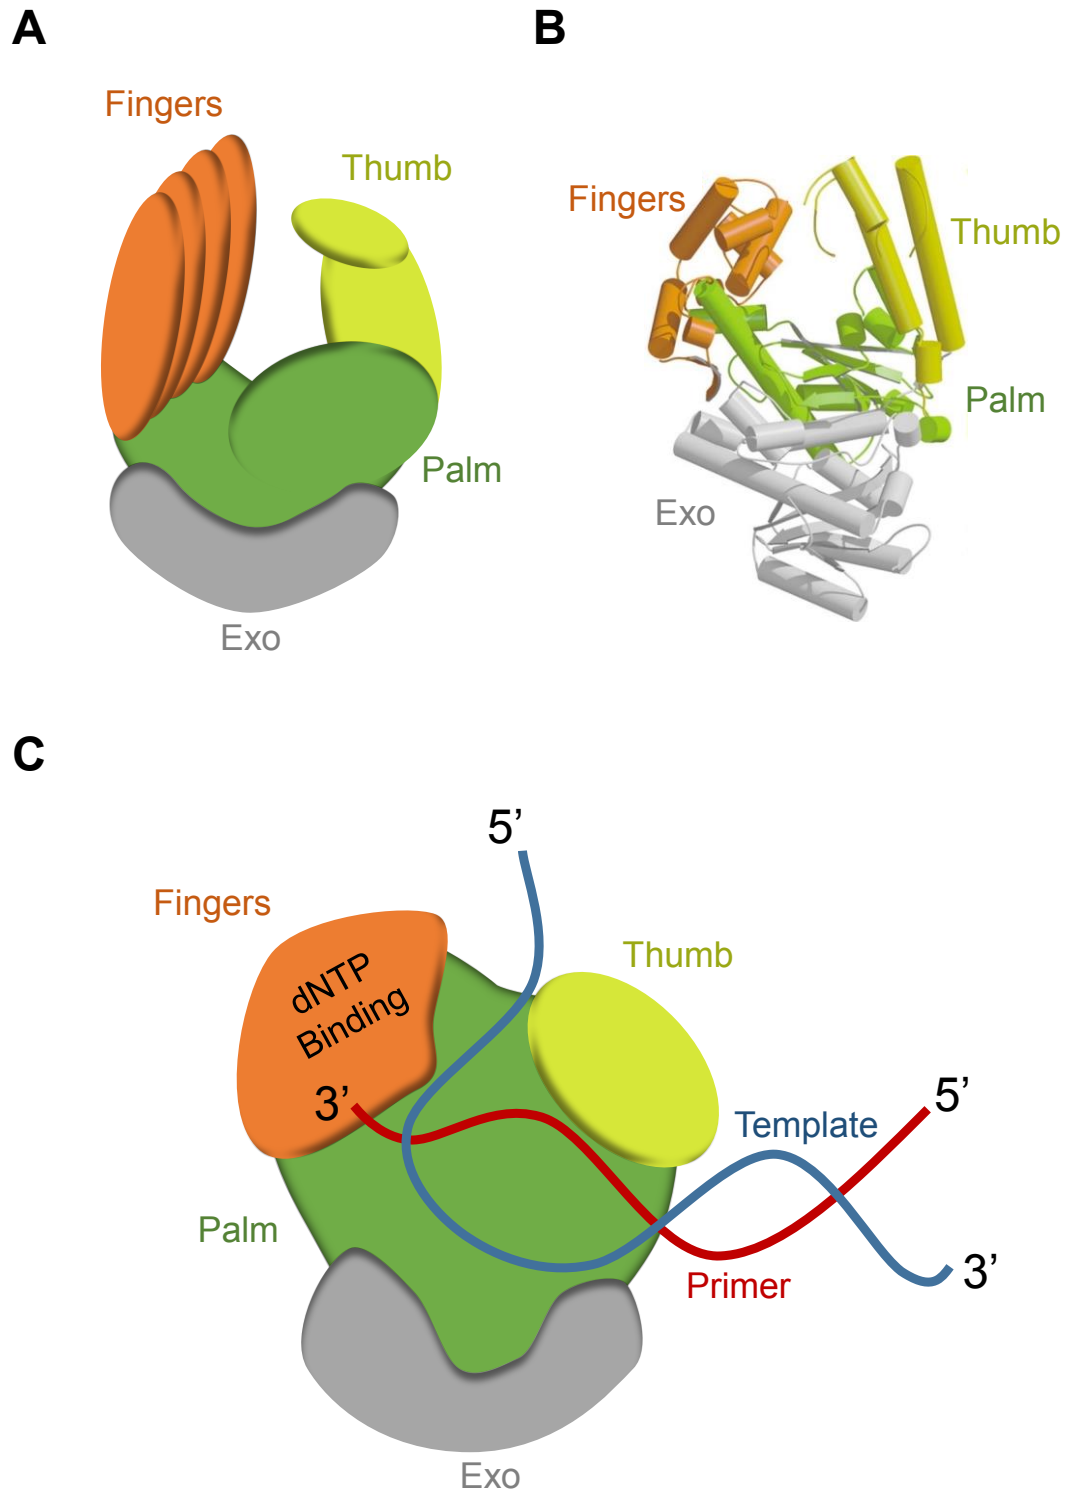 A
B
Fingers
Thumb
Fingers
Thumb
Palm
Palm
Exo
Exo
C
5’
Fingers
Thumb
dNTP
Binding
3’
5’
Template
Palm
3’
Primer
Exo